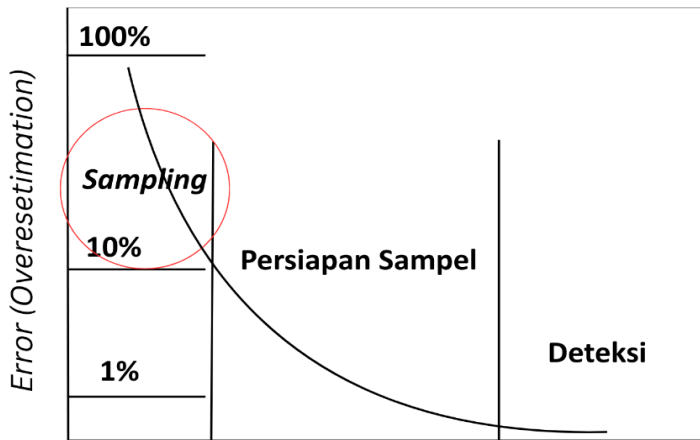 100%
Error (Overesetimation)
Sampling
10%
Persiapan Sampel
Deteksi
1%